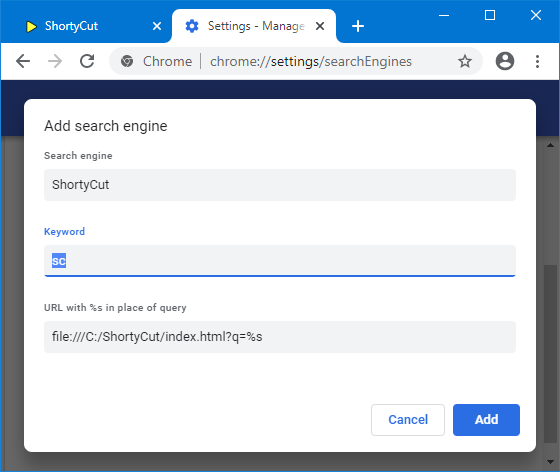 ShortyCut
Settings - Manage
Chrome | chrome://settings/searchEngines
Add search engine
Search engine
ShortyCut
Keyword
sc
URL with %s in place of query
file:///C:/ShortyCut/index.html?q=%s
Cancel
Add